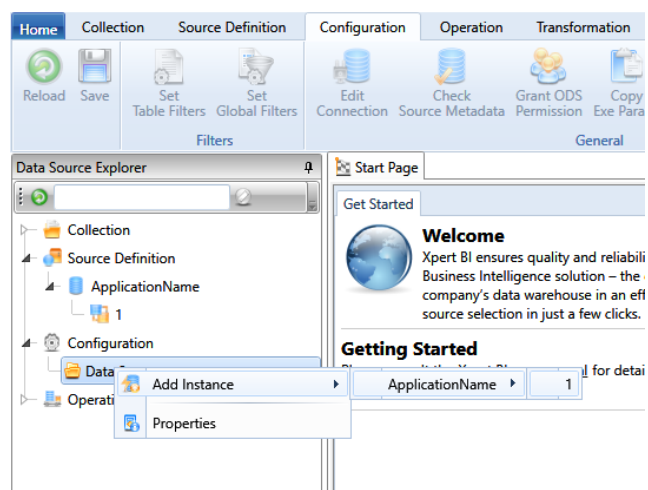 Home Collection Source Definition Configuration Operation Transformation
Reload Save Set Table Filters Set Global Filters Edit Connection Check Source Metadata Grant ODS Permission Copy Exe Para
Filters General
Data Source Explorer
Start Page
Get Started
Collection
Source Definition
ApplicationName
1
Configuration
Data
Operati
Add Instance
ApplicationName
1
Properties
Welcome
Xpert BI ensures quality and reliabili
Business Intelligence solution – the
company's data warehouse in an eff
source selection in just a few clicks.
Getting Started
for detai